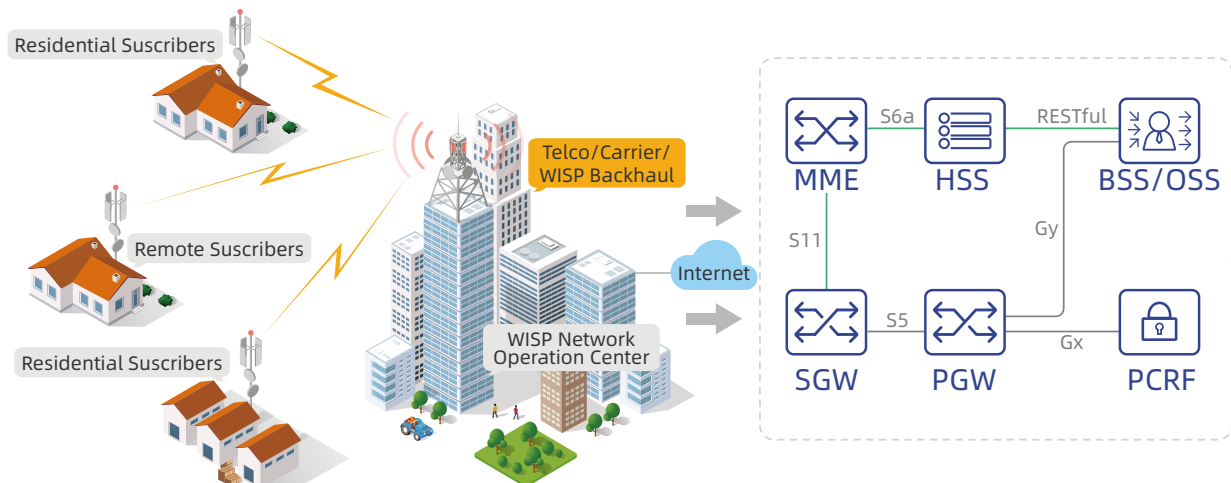 Residential Suscribers
Remote Suscribers
Residential Suscribers
Telco/Carrier/
WISP Backhaul
Internet
WISP Network
Operation Center
MME
S6a
HSS
RESTful
BSS/OSS
S11
Gy
SGW
S5
PGW
Gx
PCRF